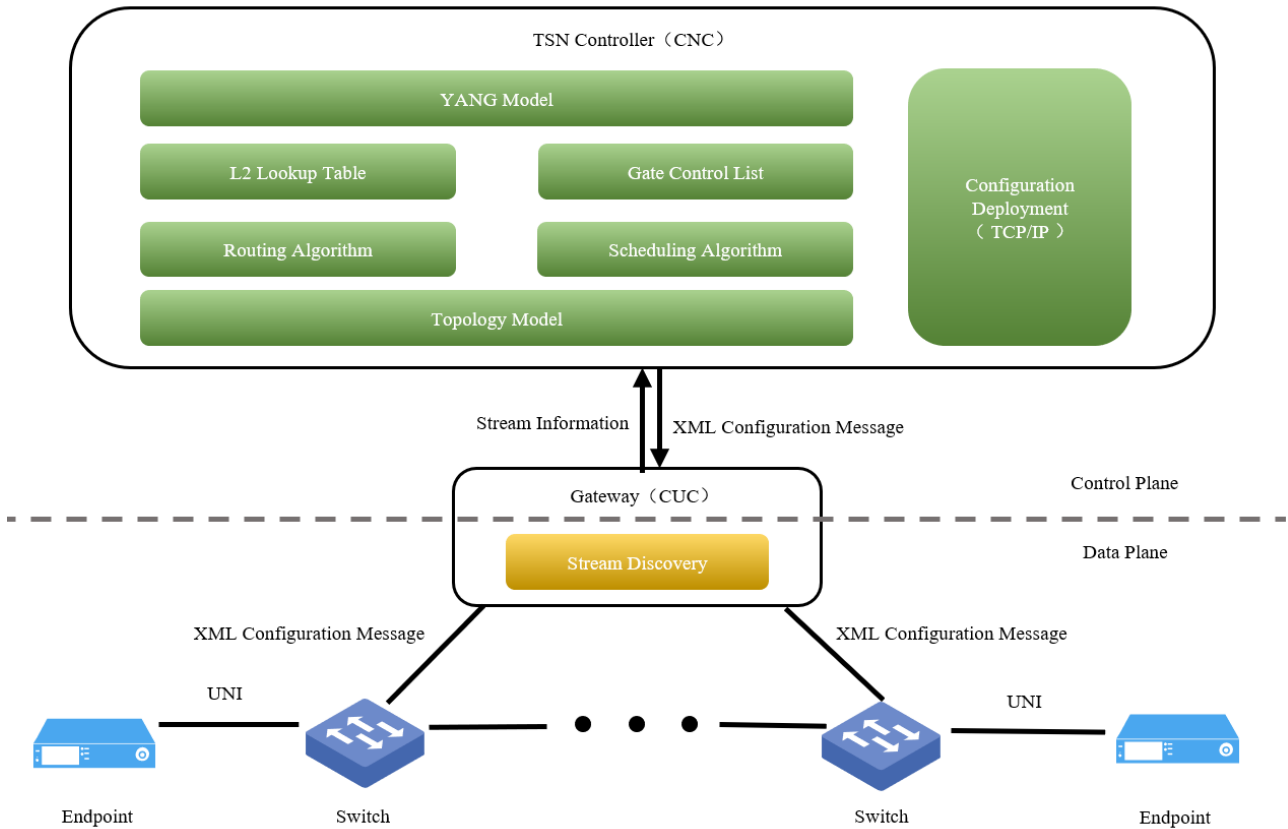 TSN Controller（CNC）
YANG Model
L2 Lookup Table
Gate Control List
Routing Algorithm
Scheduling Algorithm
Topology Model
Configuration
Deployment
（ TCP/IP ）
Stream Information
XML Configuration Message
Gateway（CUC）
Control Plane
Stream Discovery
Data Plane
XML Configuration Message
XML Configuration Message
UNI
UNI
Endpoint
Switch
Switch
Endpoint